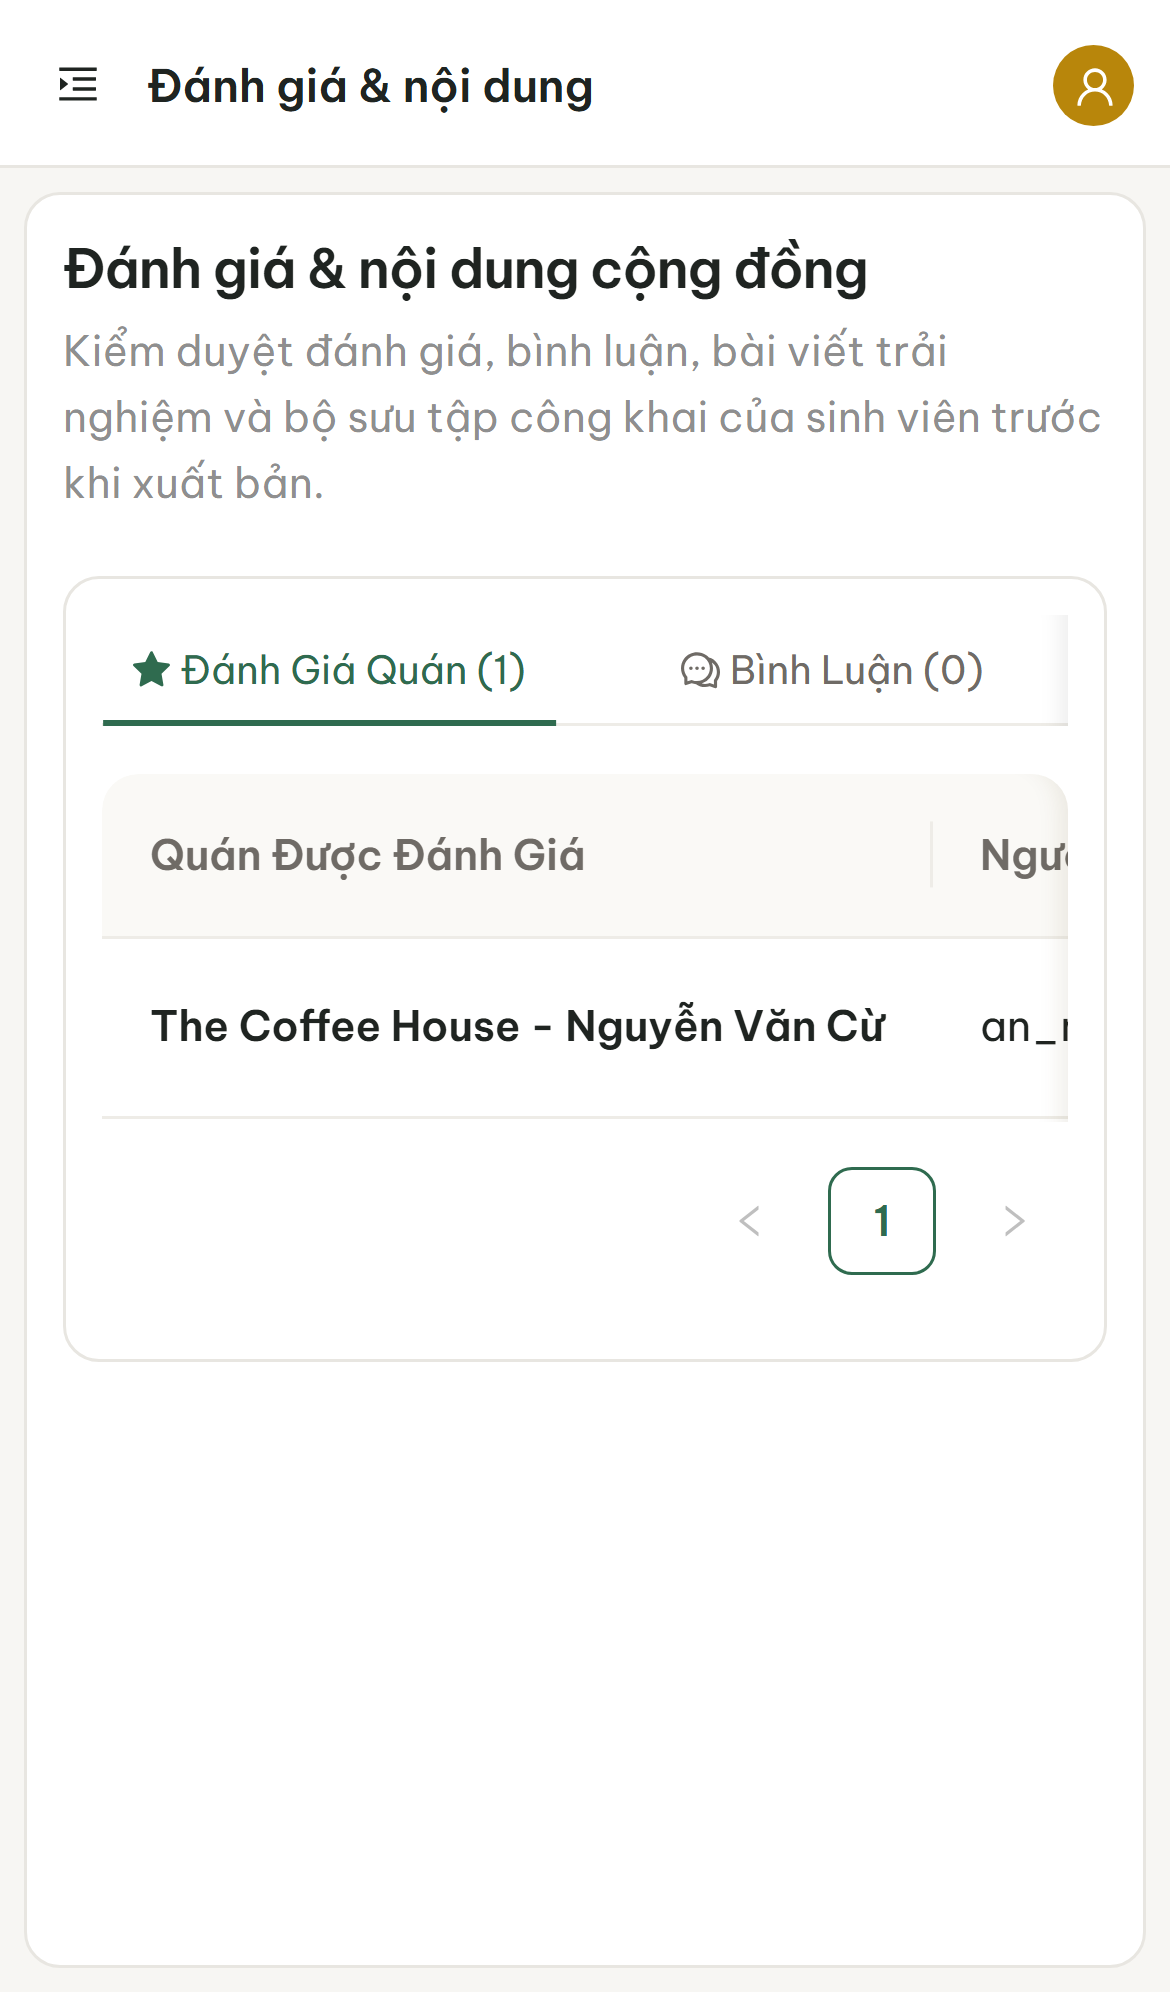 Đánh giá & nội dung
Đánh giá & nội dung cộng đồng
Kiểm duyệt đánh giá, bình luận, bài viết trải
nghiệm và bộ sưu tập công khai của sinh viên trước
khi xuất bản.
Đánh Giá Quán (1) Bình Luận (0)
Quán Được Đánh Giá
The Coffee House - Nguyễn Văn Cừ
1